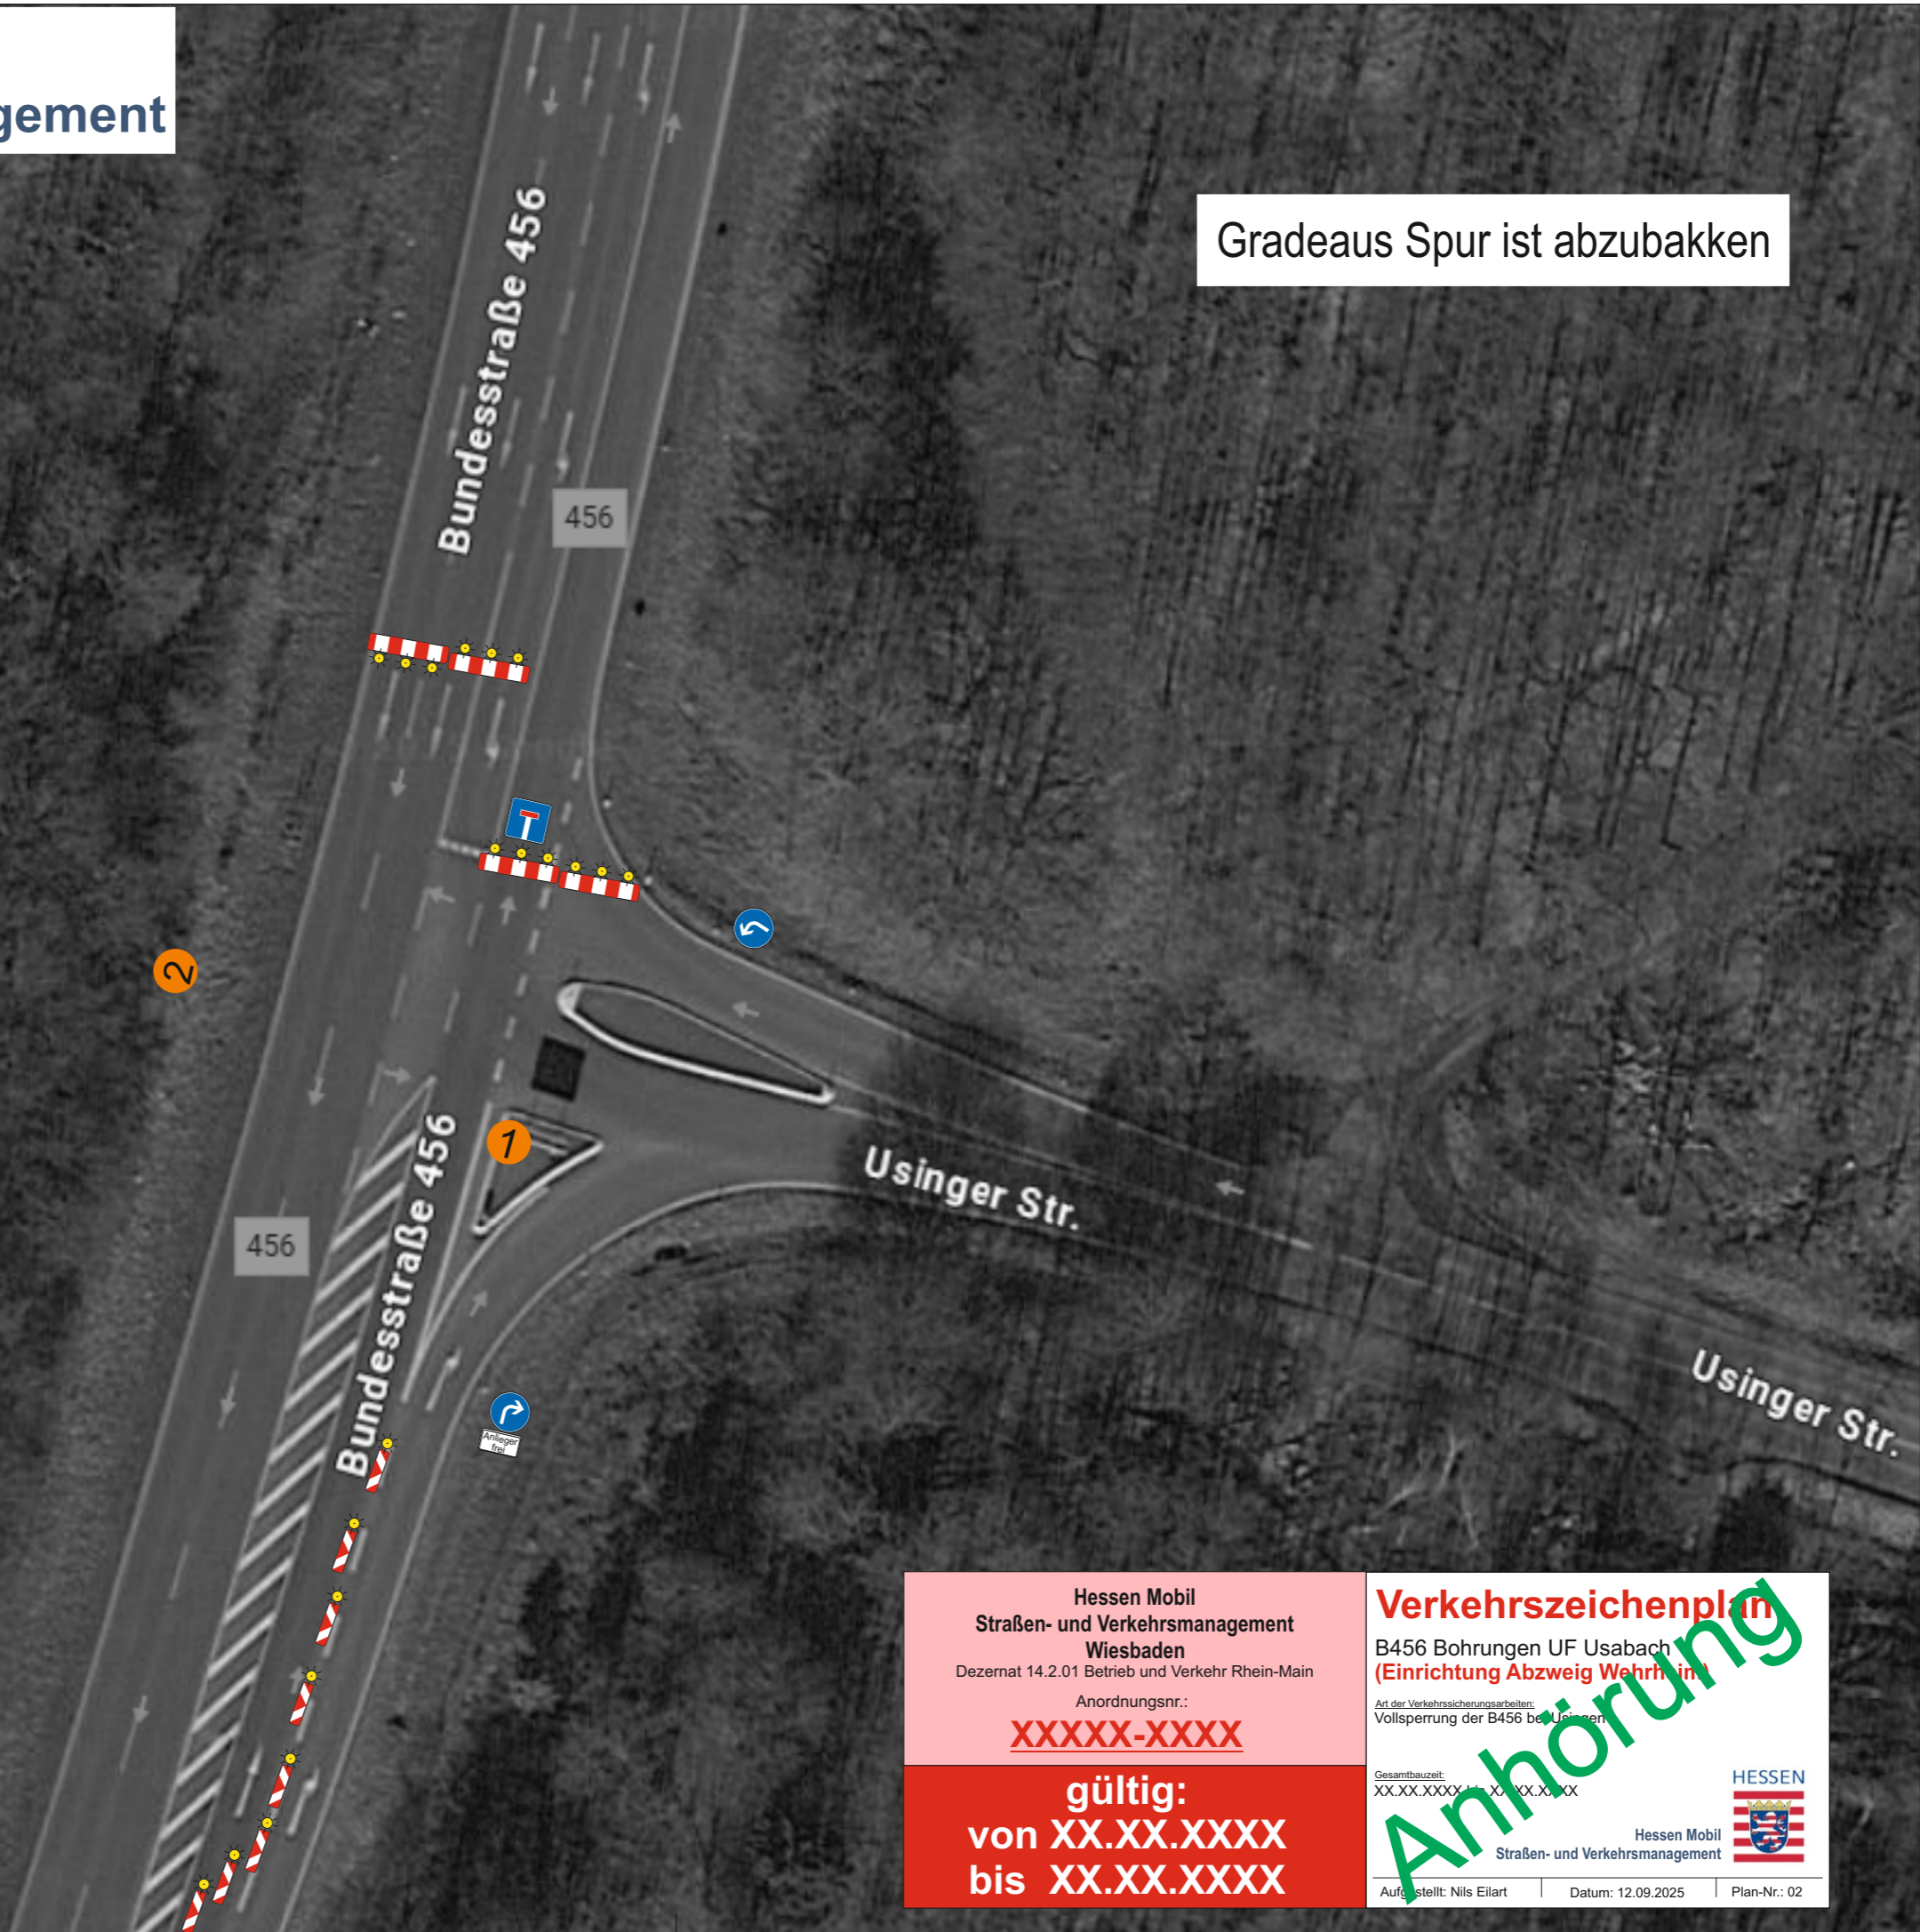 gement
Gradeaus Spur ist abzubakken
Bundesstraße 456
456
2
1
Usinger Str.
456
Bundesstraße 456
Usinger Str.
Anlieger
frei
Hessen Mobil
Straßen- und Verkehrsmanagement
Wiesbaden
Dezernat 14.2.01 Betrieb und Verkehr Rhein-Main
Anordnungsnr.:
XXXXX-XXXX
gültig:
von XX.XX.XXXX
bis XX.XX.XXXX
Verkehrszeichenplan
B456 Bohrungen UF Usabach
(Einrichtung Abzweig Wehrheim)
Art der Verkehrssicherungsarbeiten:
Vollsperrung der B456 bei Usingen
Gesamtbauzeit:
XX.XX.XXXX bis XX.XX.XXXX
Anhörung
HESSEN
Hessen Mobil
Straßen- und Verkehrsmanagement
Aufgestellt: Nils Eilart
Datum: 12.09.2025
Plan-Nr.: 02